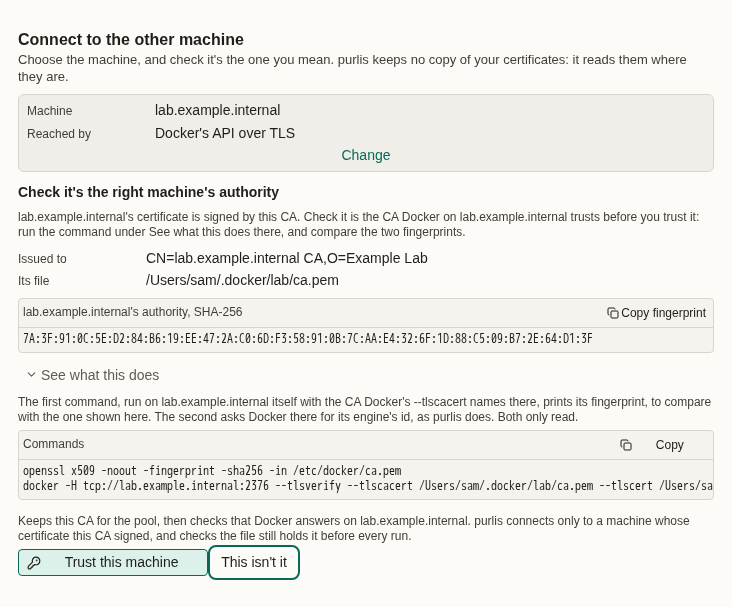 Connect to the other machine
Choose the machine, and check it's the one you mean. purlis keeps no copy of your certificates: it reads them where
they are.
Machine lab.example.internal
Reached by Docker's API over TLS
Change
Check it's the right machine's authority
lab.example.internal's certificate is signed by this CA. Check it is the CA Docker on lab.example.internal trusts before you trust it:
run the command under See what this does there, and compare the two fingerprints.
Issued to CN=lab.example.internal CA,O=Example Lab
Its file /Users/sam/.docker/lab/ca.pem
lab.example.internal's authority, SHA-256 Copy fingerprint
7A:3F:91:0C:5E:D2:84:B6:19:EE:47:2A:C0:6D:F3:58:91:0B:7C:AA:E4:32:6F:1D:88:C5:09:B7:2E:64:D1:3F
See what this does
The first command, run on lab.example.internal itself with the CA Docker's --tlscacert names there, prints its fingerprint, to compare
with the one shown here. The second asks Docker there for its engine's id, as purlis does. Both only read.
Commands Copy
openssl x509 -noout -fingerprint -sha256 -in /etc/docker/ca.pem
docker -H tcp://lab.example.internal:2376 --tlsverify --tlscacert /Users/sam/.docker/lab/ca.pem --tlscert /Users/sa
Keeps this CA for the pool, then checks that Docker answers on lab.example.internal. purlis connects only to a machine whose
certificate this CA signed, and checks the file still holds it before every run.
Trust this machine This isn't it